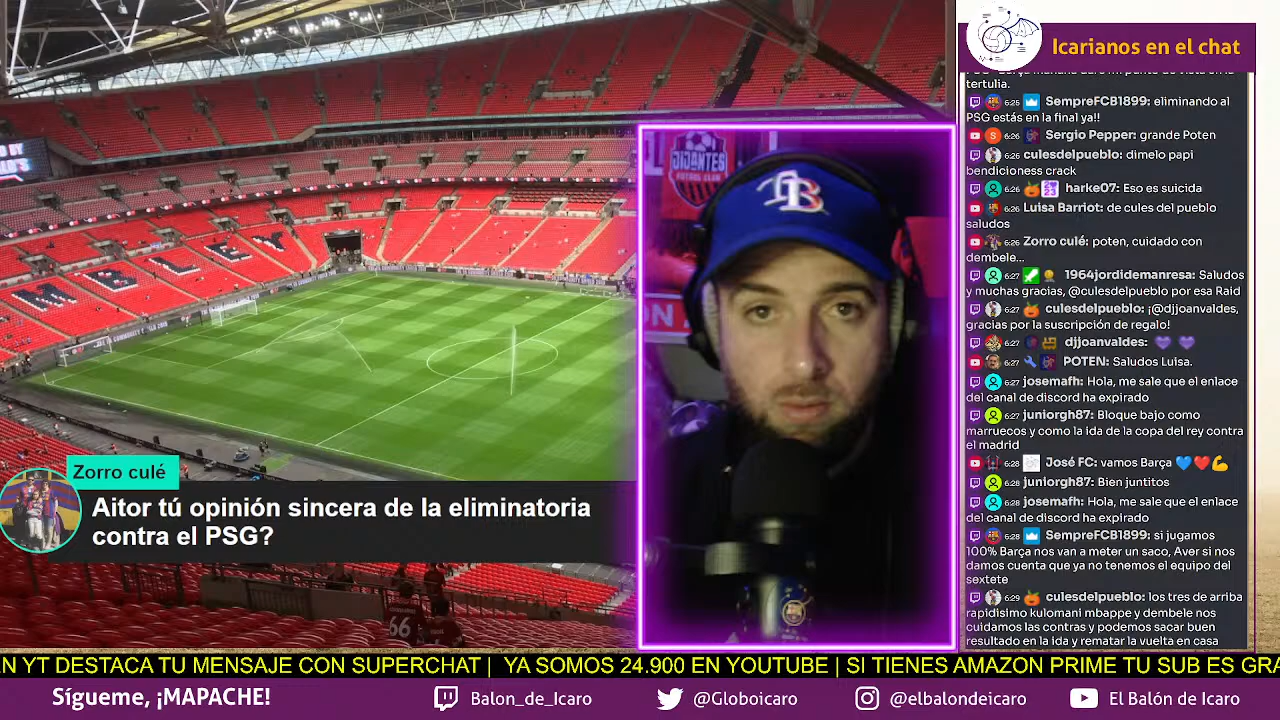 Icarianos en el chat
tertulia.
6:25 SempreFCB1899: eliminando al
PSG estás en la final ya!!
6:26 Sergio Pepper: grande Poten
6:26 culesdelpueblo: dimelo papi
bendicioness crack
6:26 harke07: Eso es suicida
6:26 Luisa Barriot: de cules del pueblo
saludos
6:26 Zorro culé: poten, cuidado con
dembele...
6:27 1964jordidemanresa: Saludos
y muchas gracias, @culesdelpueblo por esa Raid
6:27 culesdelpueblo: ¡@djjoanvaldes,
gracias por la suscripción de regalo!
6:27 djjoanvaldes: 💜 💜
6:27 POTEN: Saludos Luisa.
6:27 josemafh: Hola, me sale que el enlace
del canal de discord ha expirado
6:27 juniorgh87: Bloque bajo como
marruecos y como la ida de la copa del rey contra
el madrid
6:28 José FC: vamos Barça 💙❤️💪
6:28 juniorgh87: Bien juntitos
6:28 josemafh: Hola, me sale que el enlace
del canal de discord ha expirado
6:28 SempreFCB1899: si jugamos
100% Barça nos van a meter un saco, Aver si nos
damos cuenta que ya no tenemos el equipo del
sextete
6:29 culesdelpueblo: los tres de arriba
rapidisimo kulomani mbappe y dembele nos
cuidamos las contras y podemos sacar buen
resultado en la ida y rematar la vuelta en casa
WEMBLEY
JIJANTES
FUTBOL CLUB
TB
Zorro culé
Aitor tú opinión sincera de la eliminatoria
contra el PSG?
66
N YT DESTACA TU MENSAJE CON SUPERCHAT | YA SOMOS 24.900 EN YOUTUBE | SI TIENES AMAZON PRIME TU SUB ES GRA
Sígueme, ¡MAPACHE!
Balon_de_Icaro
@Globoicaro
@elbalondeicaro
El Balón de Icaro